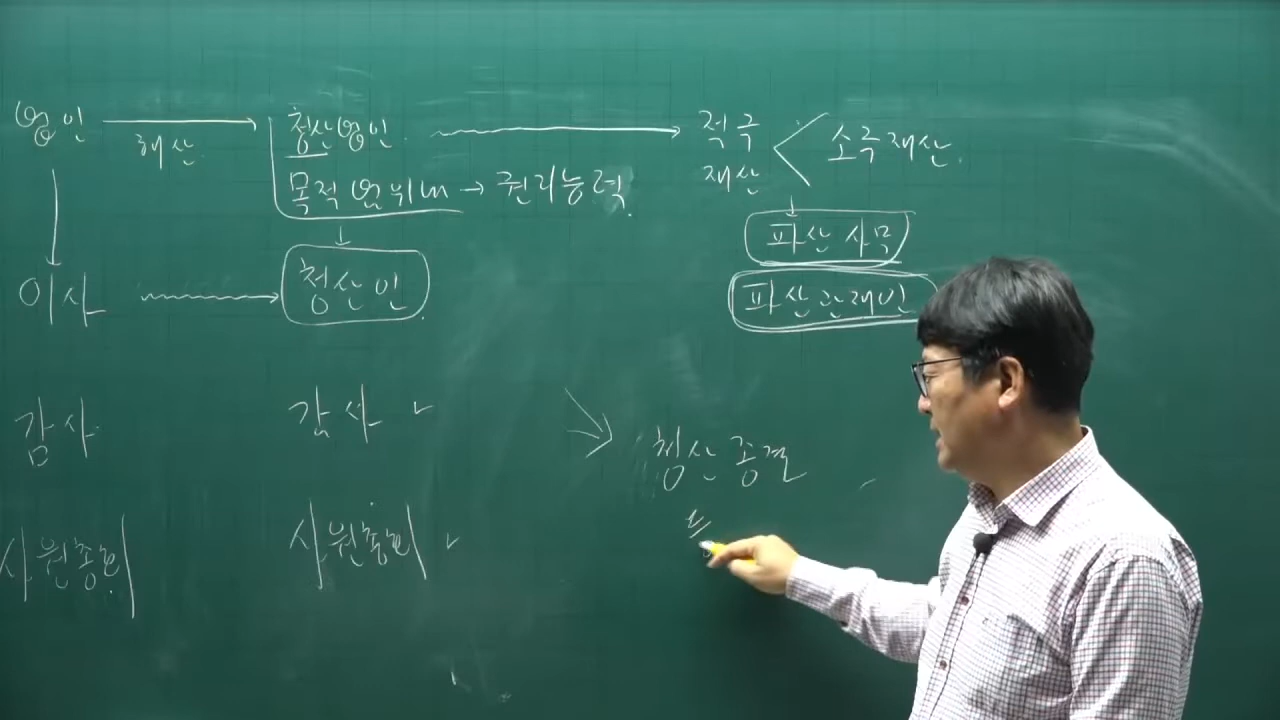 법인
해산
청산법인
적극
재산
소극재산.
목적 범위내 → 권리능력.
파산 사무
이사
청산인
파산관재인
감사
감사
청산종결
사원총회
사원총회